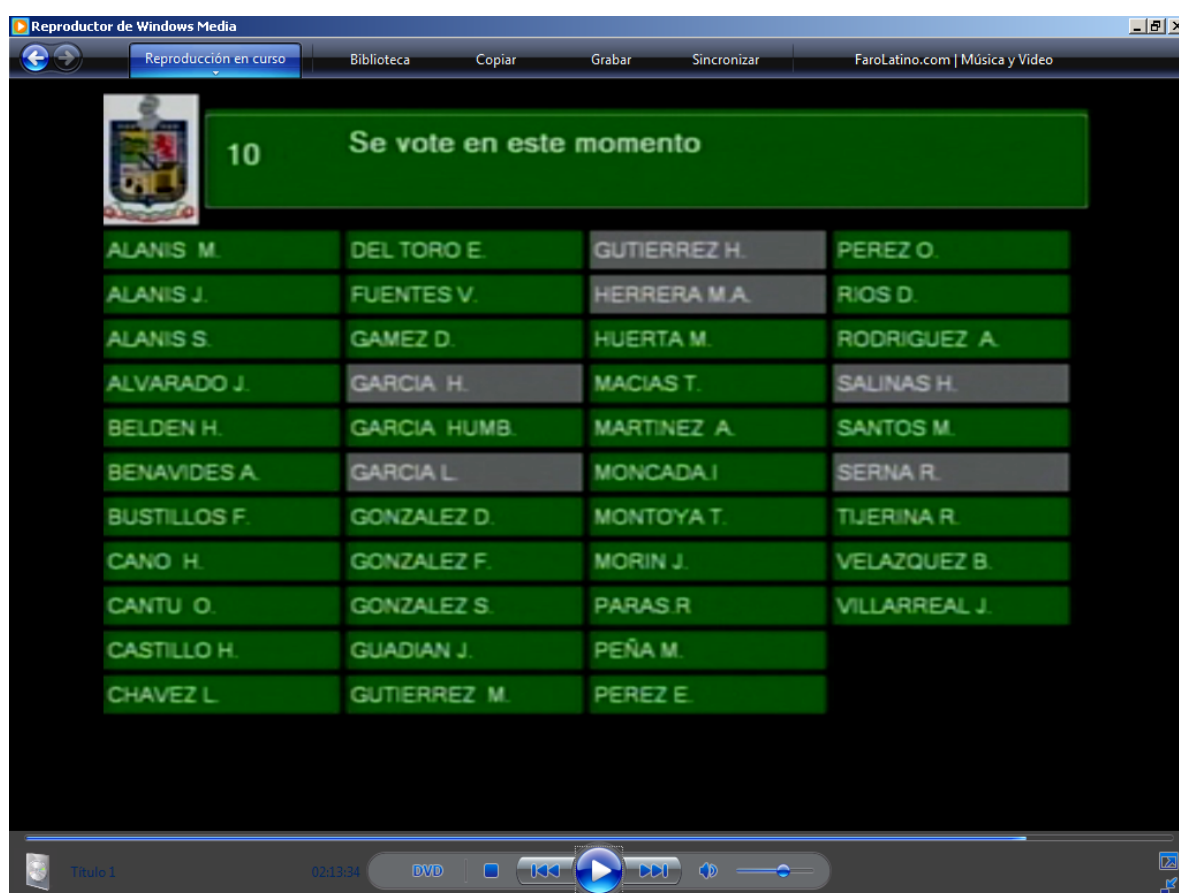 Reproductor de Windows Media
Reproducción en curso Biblioteca Copiar Grabar Sincronizar FaroLatino.com | Música y Video
10 Se vote en este momento
ALANIS M. DEL TORO E. GUTIERREZ H. PEREZ O.
ALANIS J. FUENTES V. HERRERA M.A. RIOS D.
ALANIS S. GAMEZ D. HUERTA M. RODRIGUEZ A.
ALVARADO J. GARCIA H. MACIAS T. SALINAS H.
BELDEN H. GARCIA HUMB. MARTINEZ A. SANTOS M.
BENAVIDES A. GARCIA L. MONCADA.I SERNA R.
BUSTILLOS F. GONZALEZ D. MONTOYA T. TIJERINA R.
CANO H. GONZALEZ F. MORIN J. VELAZQUEZ B.
CANTU O. GONZALEZ S. PARAS.R VILLARREAL J.
CASTILLO H. GUADIAN J. PEÑA M.
CHAVEZ L. GUTIERREZ M. PEREZ E.
Título 1 02:13:34 DVD